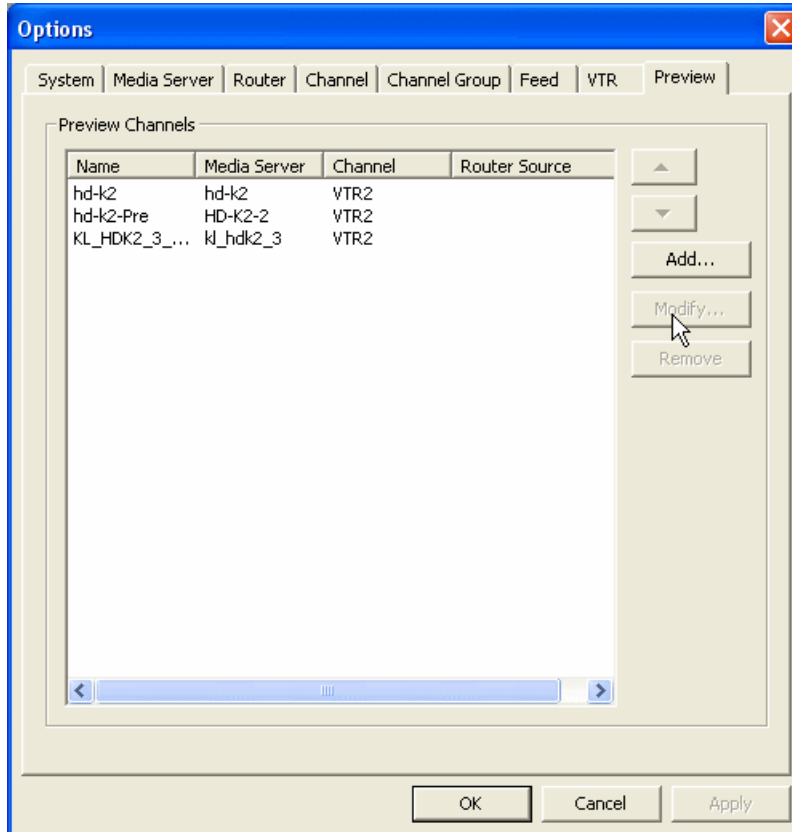 Options
System Media Server Router Channel Channel Group Feed VTR Preview
Preview Channels
Name Media Server Channel Router Source
hd-k2 hd-k2 VTR2
hd-k2-Pre HD-K2-2 VTR2
KL_HDK2_3_... kl_hdk2_3 VTR2
Add...
Modify...
Remove
OK Cancel Apply